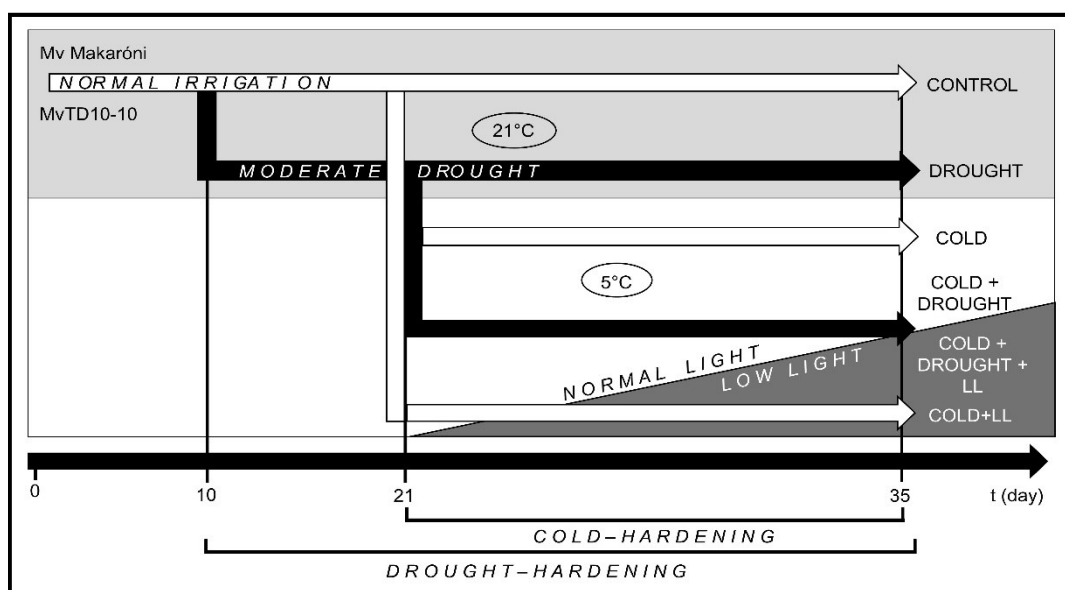 Mv Makaróni
NORMAL IRRIGATION
CONTROL
MvTD10-10
21°C
MODERATE DROUGHT
DROUGHT
COLD
5°C
COLD +
DROUGHT
NORMAL LIGHT
LOW LIGHT
COLD +
DROUGHT +
LL
COLD+LL
0
10
21
35
t (day)
COLD–HARDENING
DROUGHT–HARDENING